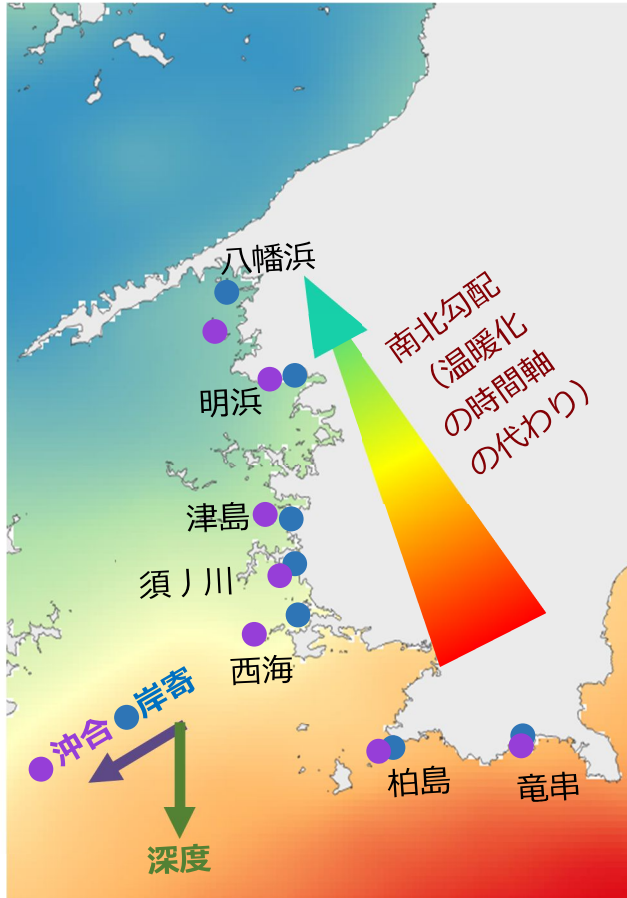 八幡浜
南北勾配
（温暖化
の時間軸
の代わり）
明浜
津島
須ノ川
西海
岸寄
沖合
柏島
竜串
深度